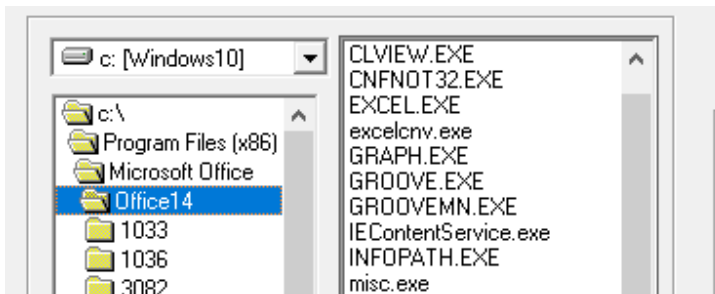 c: [Windows10]
c:\
Program Files (x86)
Microsoft Office
Office14
1033
1036
3082
CLVIEW.EXE
CNFNOT32.EXE
EXCEL.EXE
excelcnv.exe
GRAPH.EXE
GROOVE.EXE
GROOVEMN.EXE
IEContentService.exe
INFOPATH.EXE
misc.exe